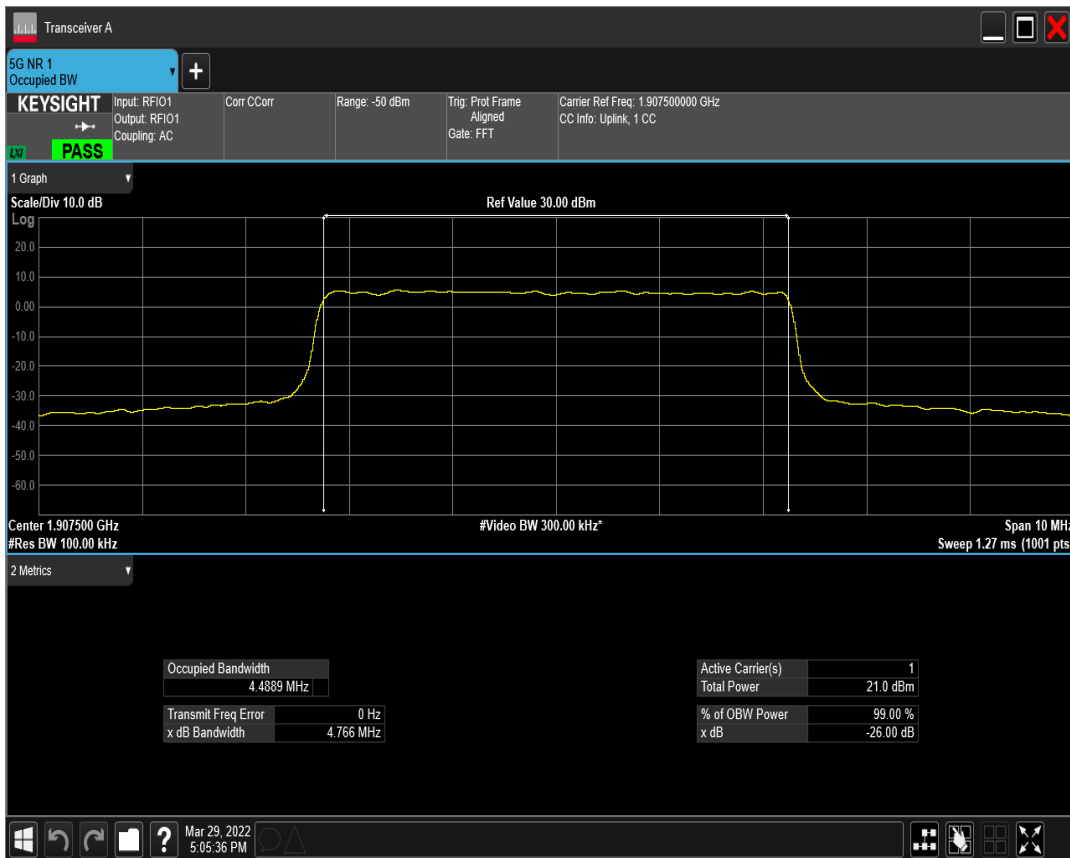 Transceiver A
5G NR 1
Occupied BW
+
KEYSIGHT
LXI
PASS
Input: RFIO1
Output: RFIO1
Coupling: AC
Corr CCorr
Range: -50 dBm
Trig: Prot Frame
Aligned
Gate: FFT
Carrier Ref Freq: 1.907500000 GHz
CC Info: Uplink, 1 CC
1 Graph
Scale/Div 10.0 dB
Ref Value 30.00 dBm
Log
20.0
10.0
0.00
-10.0
-20.0
-30.0
-40.0
-50.0
-60.0
Center 1.907500 GHz
#Video BW 300.00 kHz*
Span 10 MHz
#Res BW 100.00 kHz
Sweep 1.27 ms (1001 pts
2 Metrics
Occupied Bandwidth
4.4889 MHz
Transmit Freq Error 0 Hz
x dB Bandwidth 4.766 MHz
Active Carrier(s) 1
Total Power 21.0 dBm
% of OBW Power 99.00 %
x dB -26.00 dB
?
Mar 29, 2022
5:05:36 PM